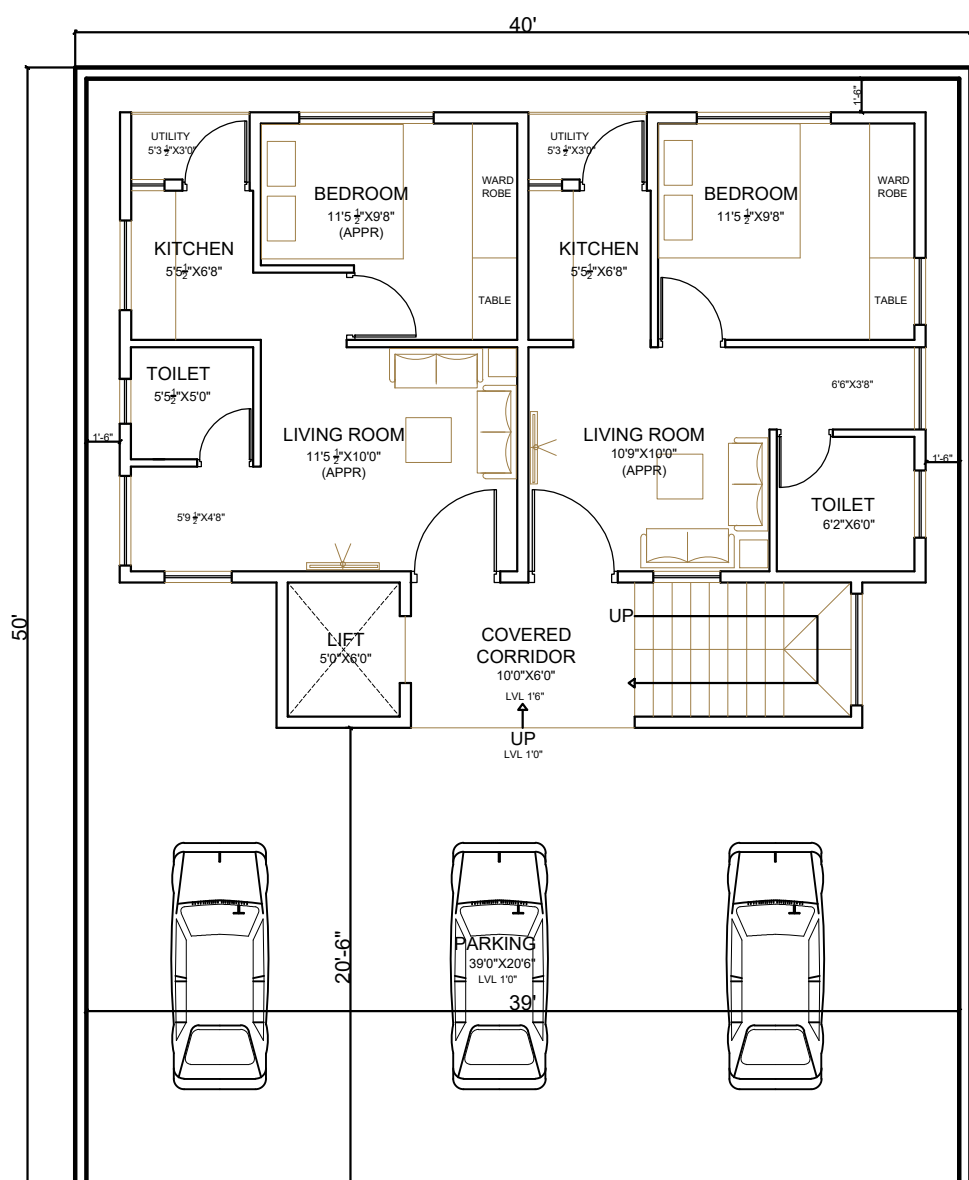 40'
1'-6"
UTILITY
5'3 1/2"X3'0"
BEDROOM
11'5 1/2"X9'8"
(APPR)
WARD
ROBE
TABLE
KITCHEN
5'5 1/2"X6'8"
UTILITY
5'3 1/2"X3'0"
BEDROOM
11'5 1/2"X9'8"
WARD
ROBE
TABLE
KITCHEN
5'5 1/2"X6'8"
TOILET
5'5 1/2"X5'0"
1'-6"
LIVING ROOM
11'5 1/2"X10'0"
(APPR)
5'9 1/2"X4'8"
LIVING ROOM
10'9"X10'0"
(APPR)
6'6"X3'8"
1'-6"
TOILET
6'2"X6'0"
50'
LIFT
5'0"X6'0"
COVERED
CORRIDOR
10'0"X6'0"
LVL 1'6"
UP
UP
LVL 1'0"
20'-6"
PARKING
39'0"X20'6"
LVL 1'0"
39'